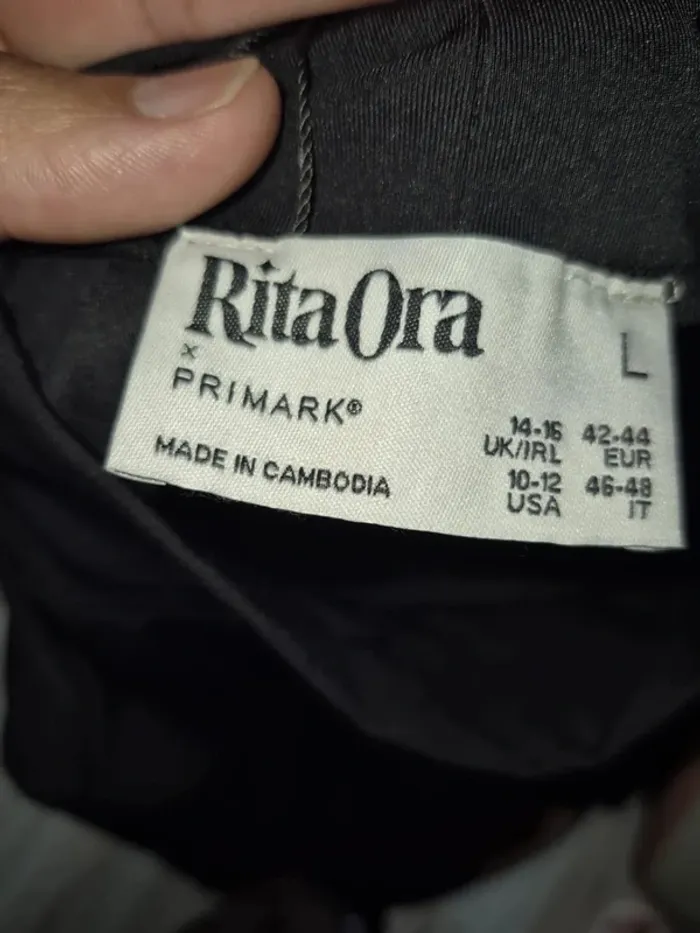 Rita Ora
x
PRIMARK®
MADE IN CAMBODIA
L
14-16 42-44
UK/IRL EUR
10-12 46-48
USA IT